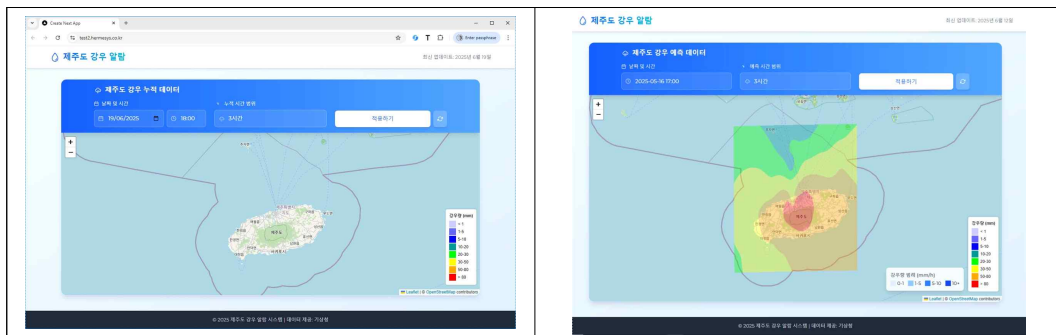 Create Next App
test2.hermesys.co.kr
Enter passphrase
제주도 강우 알람
최신 업데이트: 2025년 6월 19일
제주도 강우 누적 데이터
날짜 및 시간
누적 시간 범위
19/06/2025
18:00
3시간
적용하기
+
−
제주도
강우량 (mm)
< 1
1-5
5-10
10-20
20-30
30-50
50-80
> 80
Leaflet | © OpenStreetMap contributors
© 2025 제주도 강우 알람 시스템 | 데이터 제공: 기상청
제주도 강우 알람
최신 업데이트: 2025년 6월 12일
제주도 강우 예측 데이터
날짜 및 시간
예측 시간 범위
2025-05-16 17:00
3시간
적용하기
+
−
제주도
강우량 (mm)
< 1
1-5
5-10
10-20
20-30
30-50
50-80
> 80
강우량 범례 (mm/h)
0-1 1-5 5-10 10+
Leaflet | © OpenStreetMap contributors
© 2025 제주도 강우 알람 시스템 | 데이터 제공: 기상청